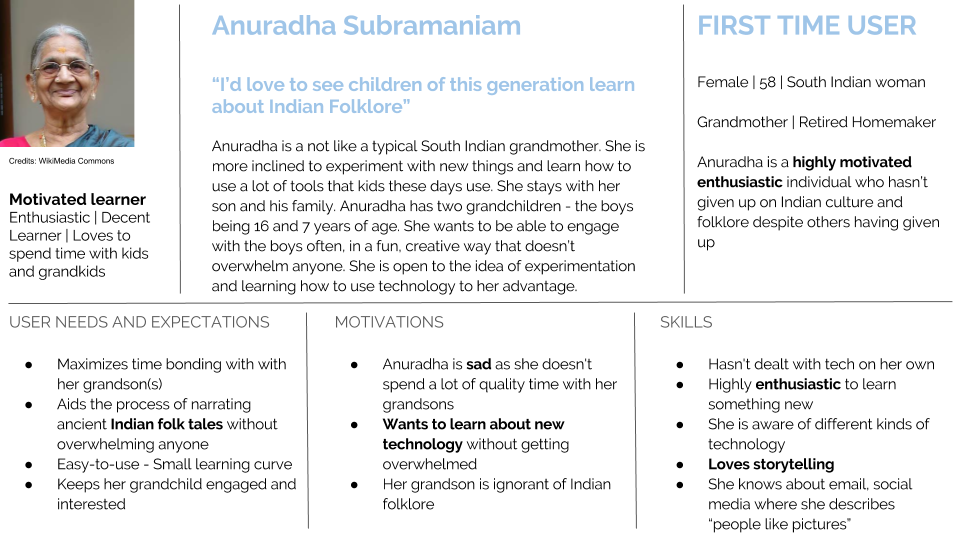 Credits: WikiMedia Commons
Motivated learner
Enthusiastic | Decent
Learner | Loves to
spend time with kids
and grandkids
Anuradha Subramaniam
“I’d love to see children of this generation learn
about Indian Folklore”
Anuradha is a not like a typical South Indian grandmother. She is
more inclined to experiment with new things and learn how to
use a lot of tools that kids these days use. She stays with her
son and his family. Anuradha has two grandchildren - the boys
being 16 and 7 years of age. She wants to be able to engage
with the boys often, in a fun, creative way that doesn’t
overwhelm anyone. She is open to the idea of experimentation
and learning how to use technology to her advantage.
FIRST TIME USER
Female | 58 | South Indian woman
Grandmother | Retired Homemaker
Anuradha is a highly motivated
enthusiastic individual who hasn’t
given up on Indian culture and
folklore despite others having given
up
USER NEEDS AND EXPECTATIONS
● Maximizes time bonding with with
her grandson(s)
● Aids the process of narrating
ancient Indian folk tales without
overwhelming anyone
● Easy-to-use - Small learning curve
● Keeps her grandchild engaged and
interested
MOTIVATIONS
● Anuradha is sad as she doesn’t
spend a lot of quality time with her
grandsons
● Wants to learn about new
technology without getting
overwhelmed
● Her grandson is ignorant of Indian
folklore
SKILLS
● Hasn’t dealt with tech on her own
● Highly enthusiastic to learn
something new
● She is aware of different kinds of
technology
● Loves storytelling
● She knows about email, social
media where she describes
“people like pictures”